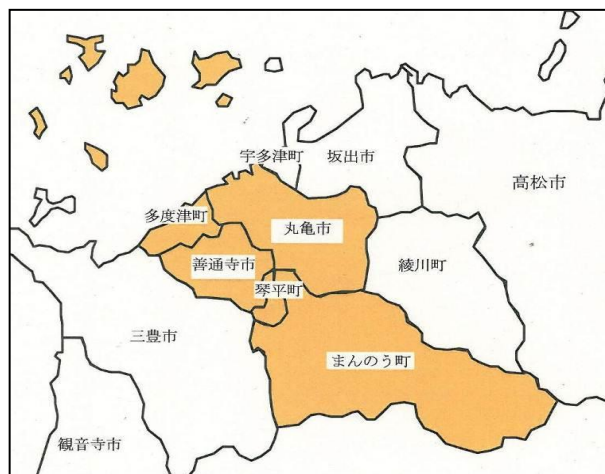 宇多津町
坂出市
高松市
多度津町
丸亀市
善通寺市
綾川町
琴平町
三豊市
まんのう町
観音寺市